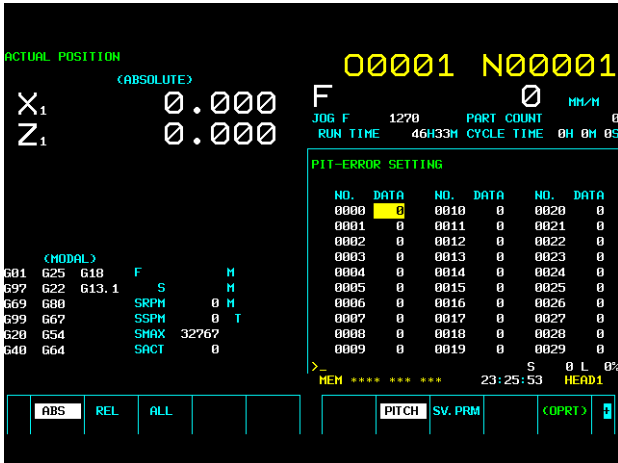 ACTUAL POSITION
(ABSOLUTE)
X1 0.000
Z1 0.000
(MODAL)
G01 G25 G18 F M
G97 G22 G13.1 S M
G69 G80 SRPM 0 M
G99 G67 SSPM 0 T
G20 G54 SMAX 32767
G40 G64 SACT 0
O0001 N00001
F 0 MM/M
JOG F 1270 PART COUNT 0
RUN TIME 46H33M CYCLE TIME 0H 0M 0S
PIT-ERROR SETTING
NO. DATA NO. DATA NO. DATA
0000 0 0010 0 0020 0
0001 0 0011 0 0021 0
0002 0 0012 0 0022 0
0003 0 0013 0 0023 0
0004 0 0014 0 0024 0
0005 0 0015 0 0025 0
0006 0 0016 0 0026 0
0007 0 0017 0 0027 0
0008 0 0018 0 0028 0
0009 0 0019 0 0029 0
>_ S 0 L 0%
MEM **** *** *** 23:25:53 HEAD1
ABS REL ALL PITCH SV.PRM (OPRT) +